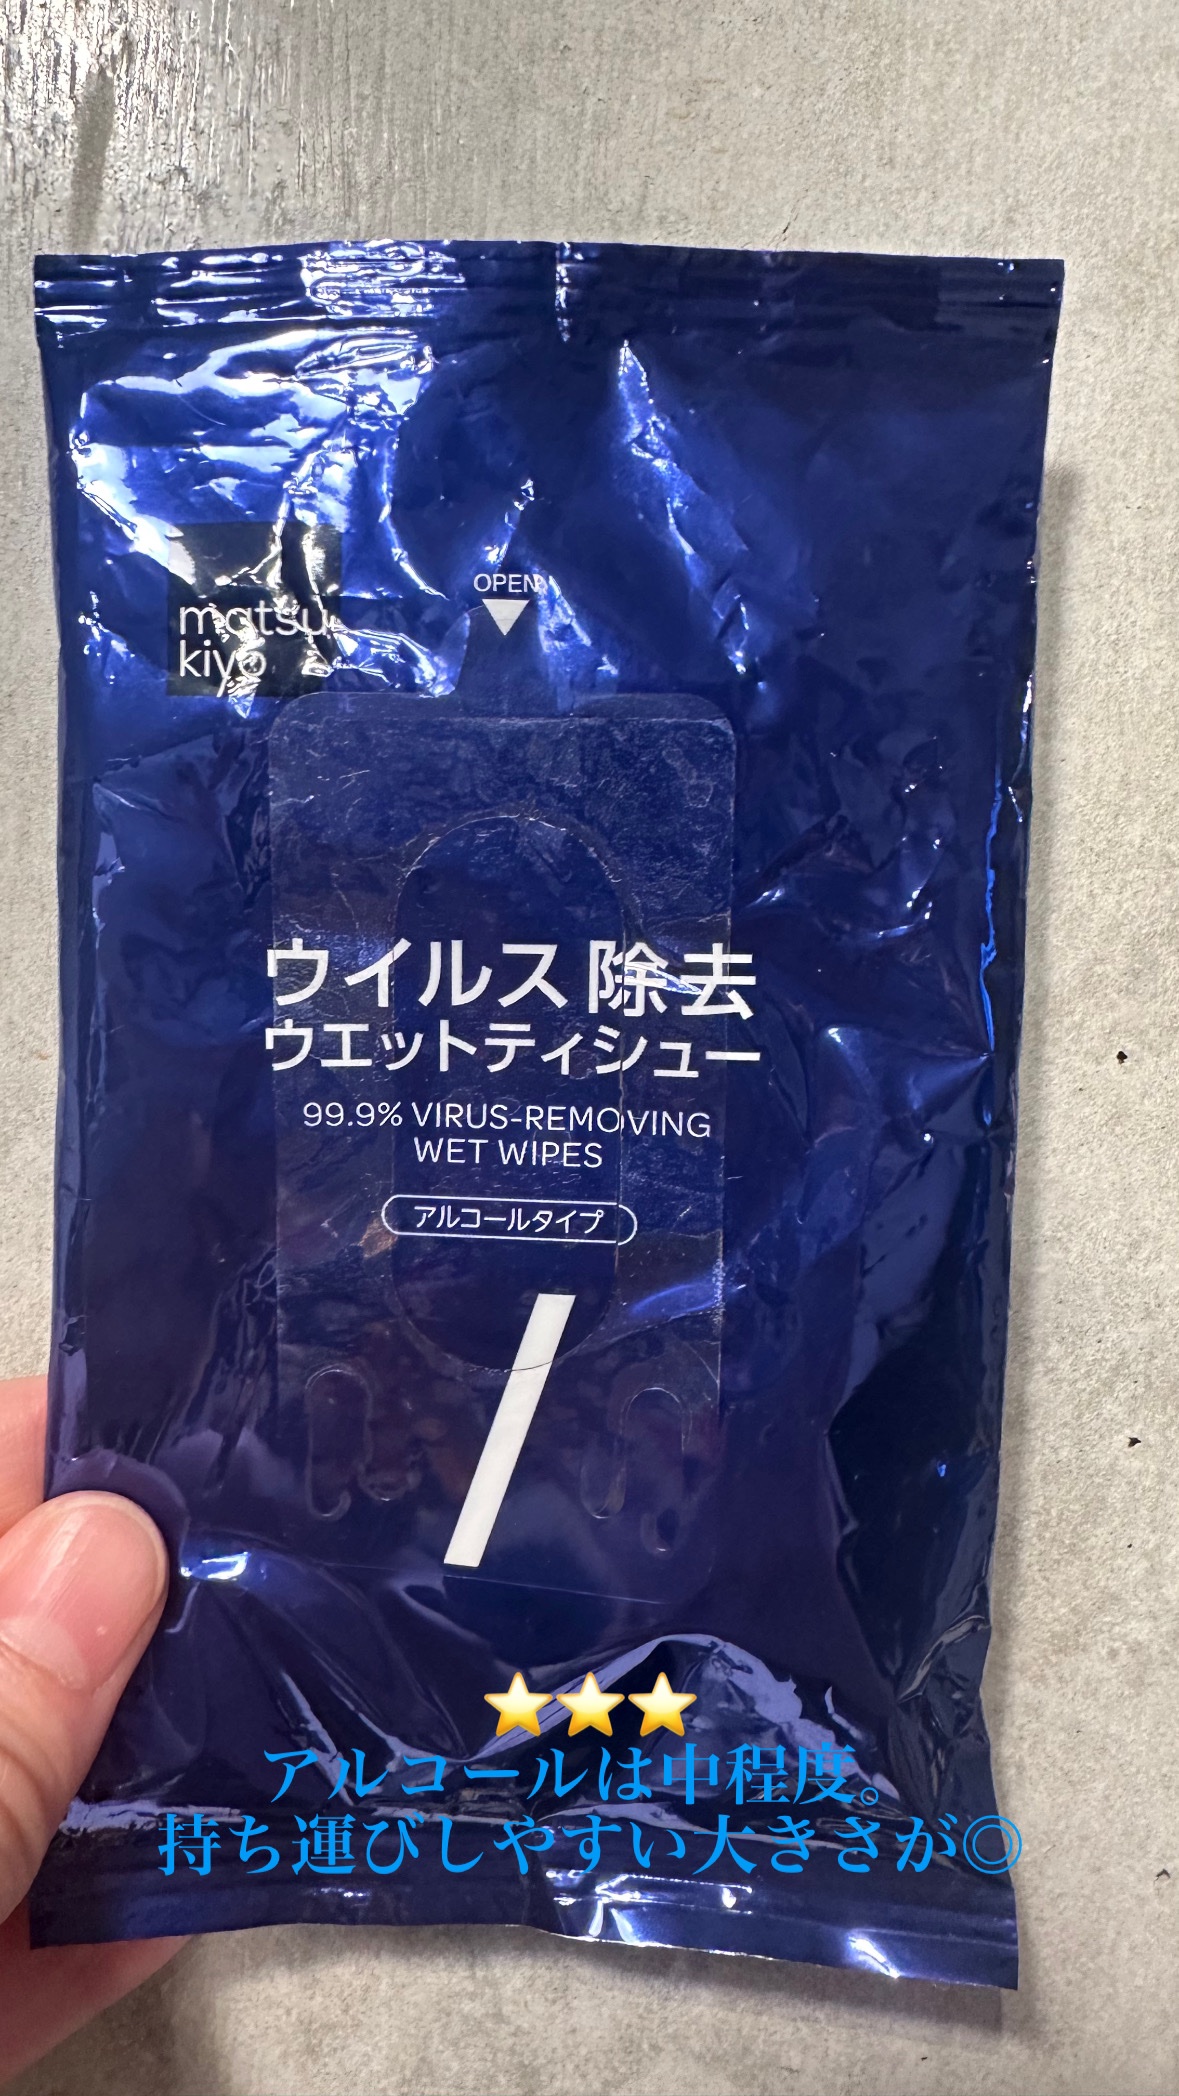 OPEN
matsu
kiyo
ウイルス除去
ウエットティシュー
99.9% VIRUS-REMOVING
WET WIPES
アルコールタイプ
⭐⭐⭐
アルコールは中程度。
持ち運びしやすい大きさが◎